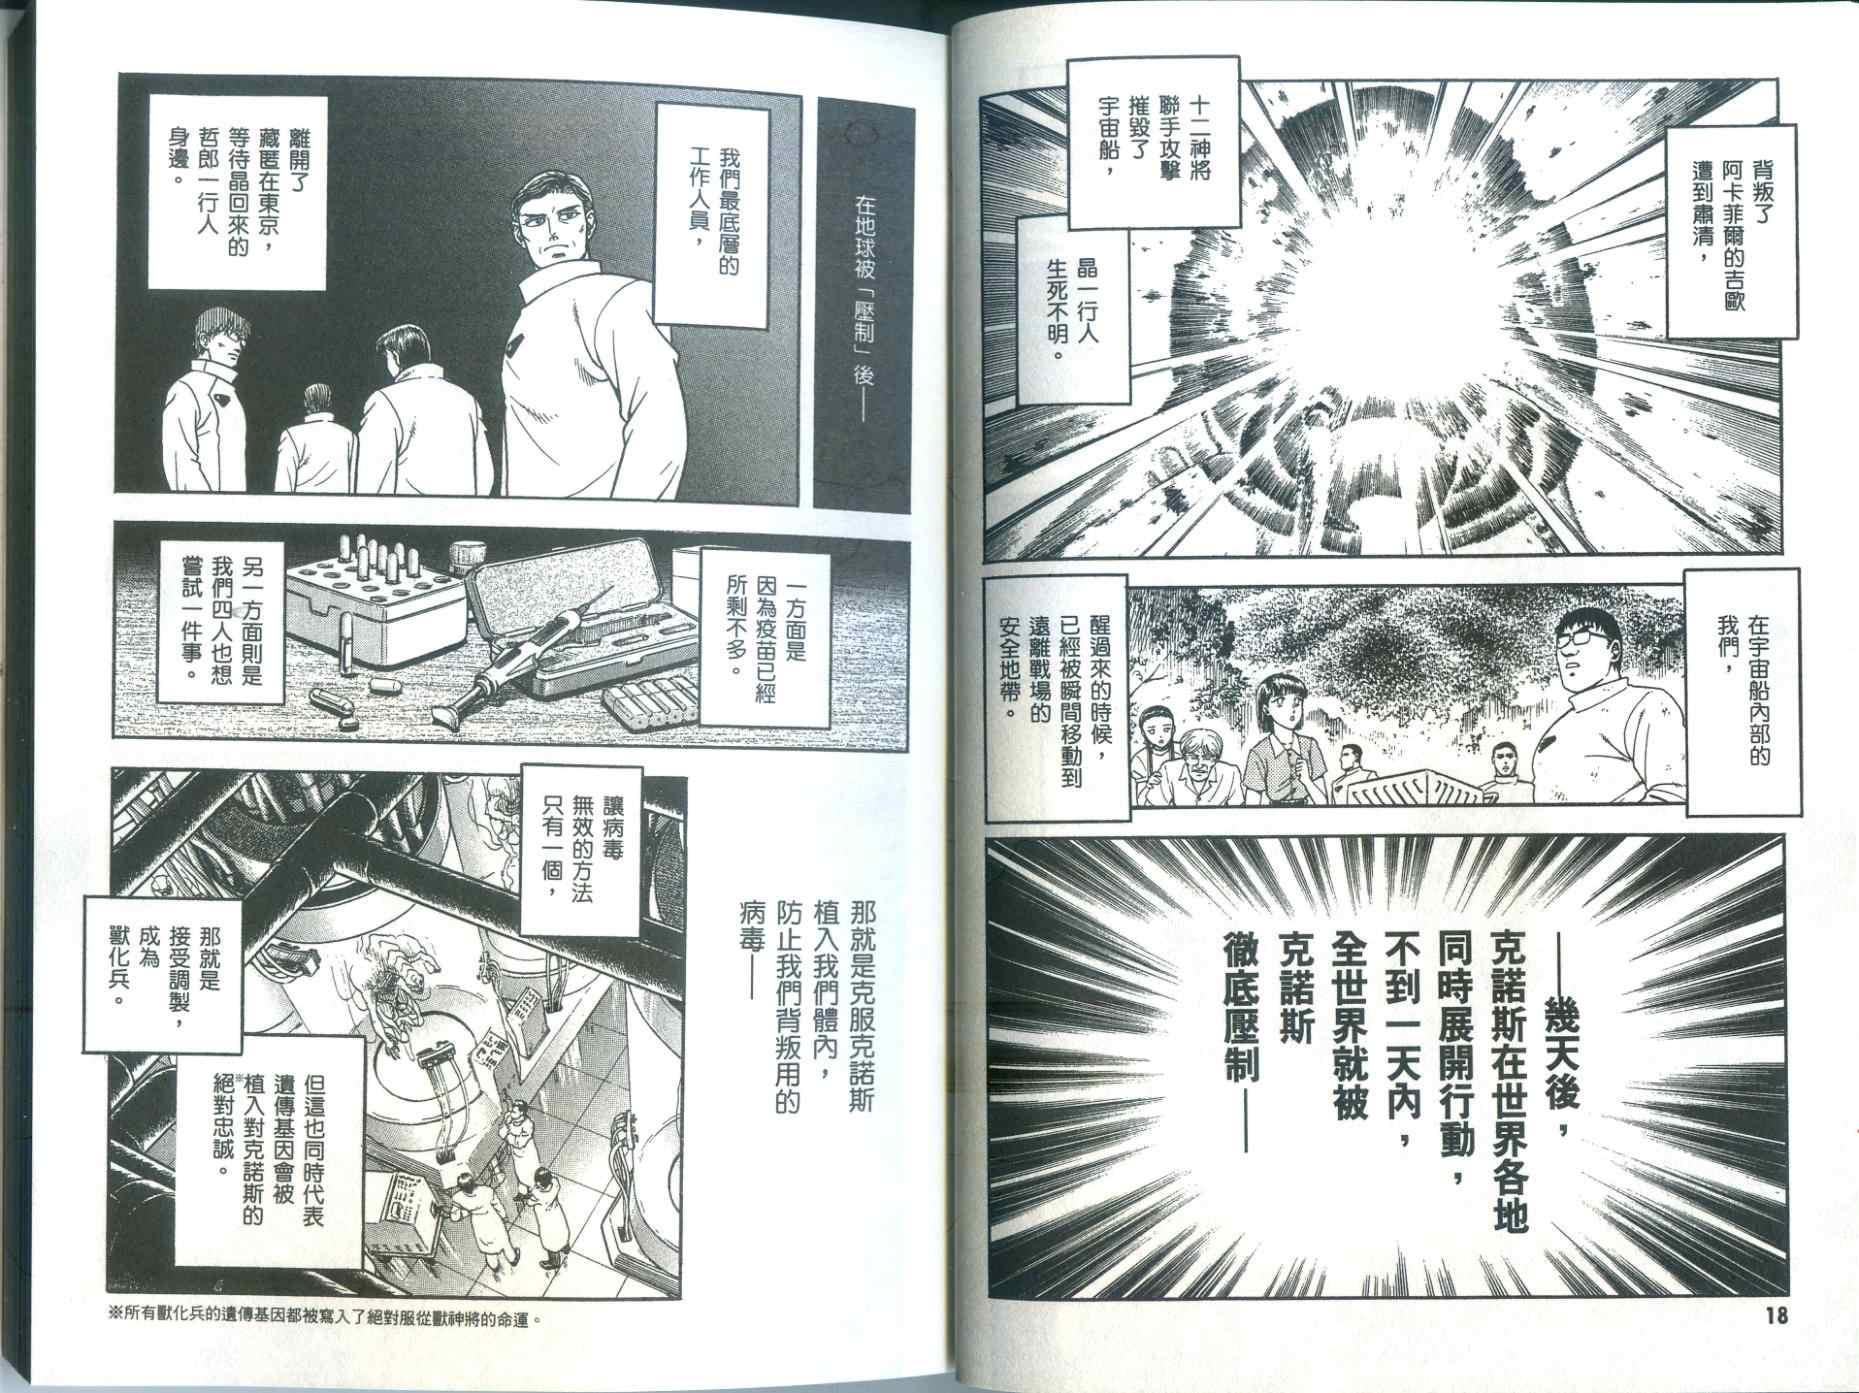 背叛了
阿卡菲爾的吉歐
遭到肅清，
十二神將
聯手攻擊
摧毀了
宇宙船，
晶一行人
生死不明。
在宇宙船內部的
我們，
醒過來的時候，
已經被瞬間移動到
遠離戰場的
安全地帶。
——幾天後，
克諾斯在世界各地
同時展開行動，
不到一天內，
全世界就被
克諾斯
徹底壓制——
18
在地球被「壓制」後——
我們最底層的
工作人員，
離開了
藏匿在東京，
等待晶回來的
哲郎一行人
身邊。
一方面是
因為疫苗已經
所剩不多。
另一方面則是
我們四人也想
嘗試一件事。
那就是克服克諾斯
植入我們體內，
防止我們背叛用的
病毒——
讓病毒
無效的方法
只有一個，
那就是
接受調製，
成為
獸化兵。
但這也同時代表
遺傳基因會被
※植入對克諾斯的
絕對忠誠。
※所有獸化兵的遺傳基因都被寫入了絕對服從獸神將的命運。